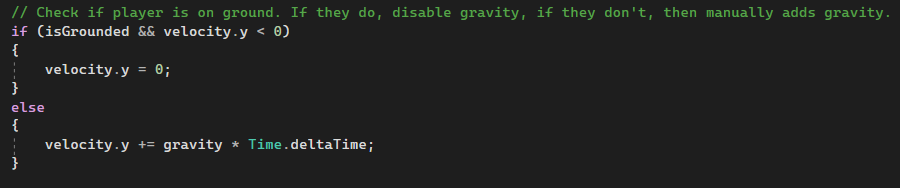 // Check if player is on ground. If they do, disable gravity, if they don't, then manually adds gravity.
if (isGrounded && velocity.y < 0)
{
    velocity.y = 0;
}
else
{
    velocity.y += gravity * Time.deltaTime;
}